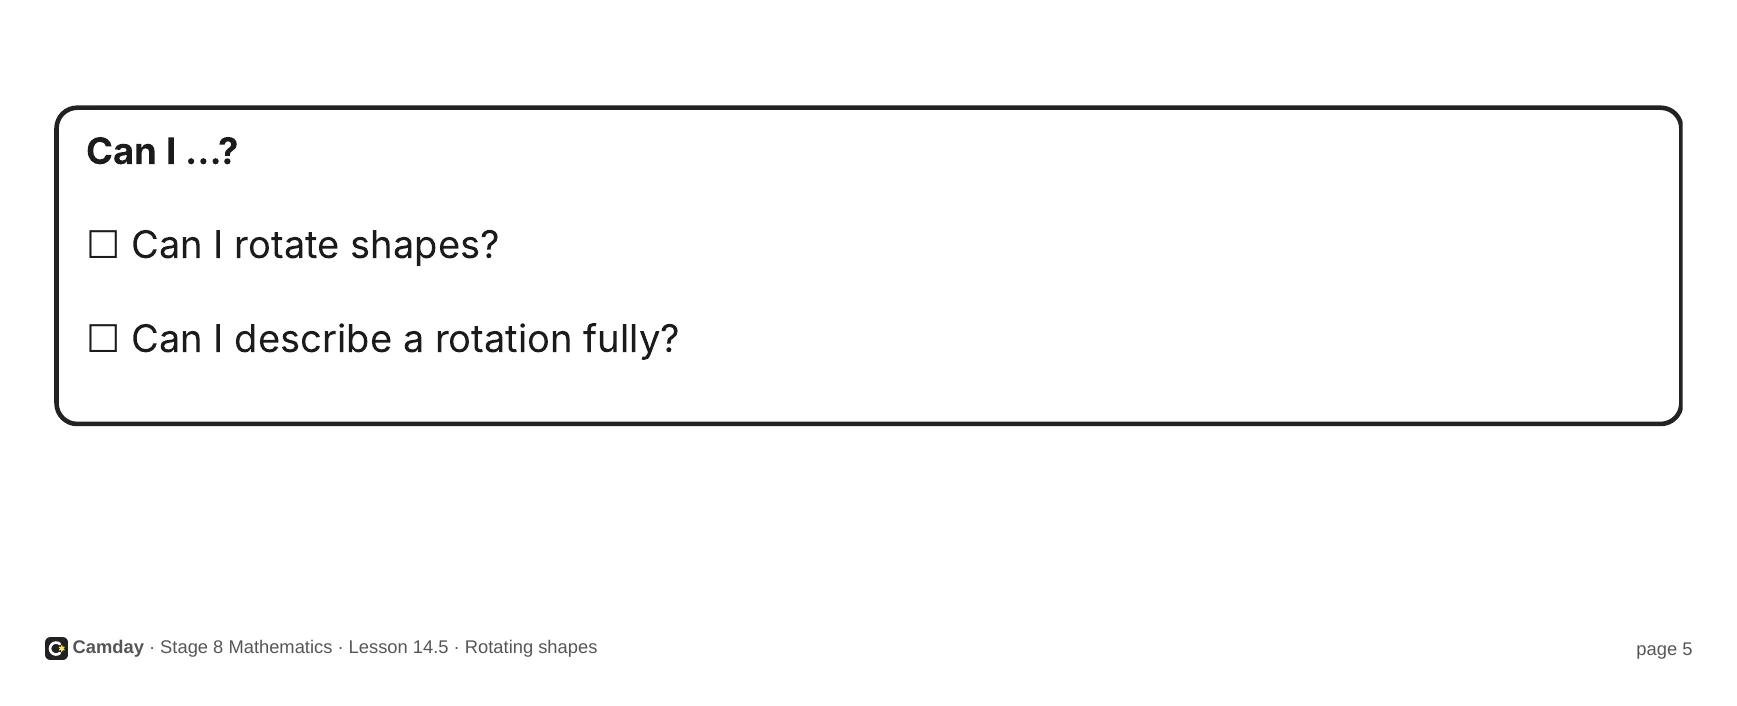 Can I …?
☐ Can I rotate shapes?
☐ Can I describe a rotation fully?
Camday · Stage 8 Mathematics · Lesson 14.5 · Rotating shapes
page 5